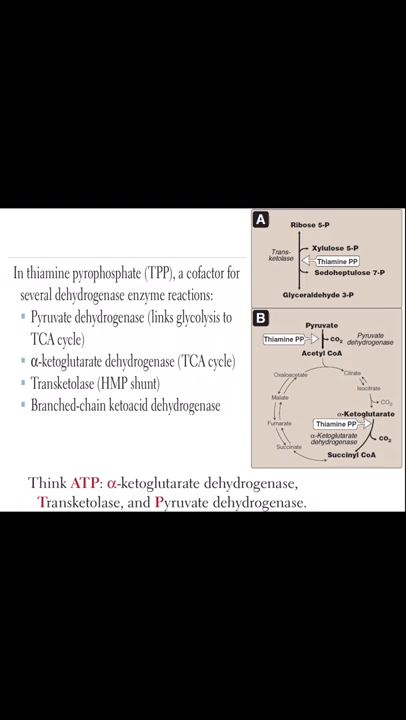 In thiamine pyrophosphate (TPP), a cofactor for
several dehydrogenase enzyme reactions:
▪ Pyruvate dehydrogenase (links glycolysis to
TCA cycle)
▪ α-ketoglutarate dehydrogenase (TCA cycle)
▪ Transketolase (HMP shunt)
▪ Branched-chain ketoacid dehydrogenase
Think ATP: α-ketoglutarate dehydrogenase,
Transketolase, and Pyruvate dehydrogenase.
A
Ribose 5-P
Trans-
ketolase
Xylulose 5-P
Thiamine PP
Sedoheptulose 7-P
Glyceraldehyde 3-P
B
Pyruvate
Thiamine PP
CO2
Pyruvate
dehydrogenase
Acetyl CoA
Oxaloacetate
Citrate
Isocitrate
Malate
CO2
α-Ketoglutarate
Fumarate
Thiamine PP
α-Ketoglutarate
dehydrogenase
CO2
Succinate
Succinyl CoA